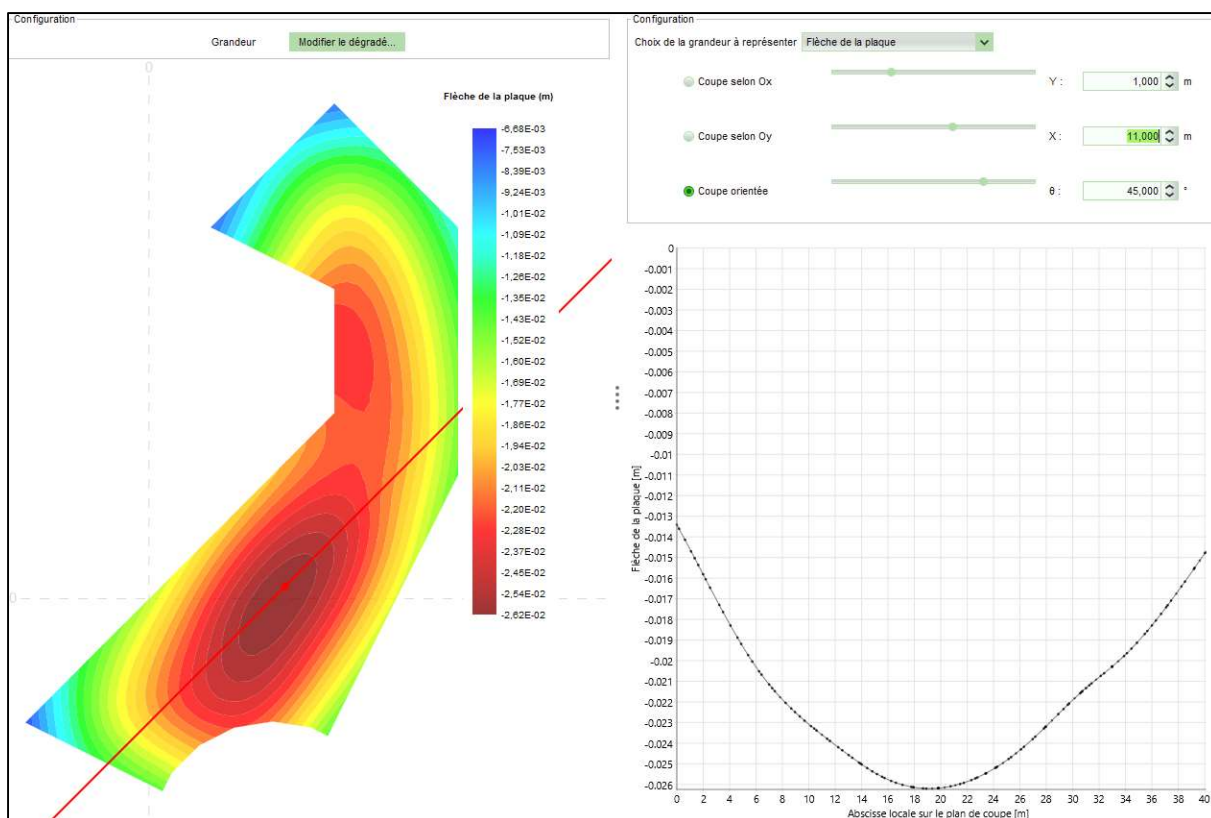 Configuration
Grandeur Modifier le dégradé...
0
0
Flèche de la plaque (m)
-6,68E-03
-7,53E-03
-8,39E-03
-9,24E-03
-1,01E-02
-1,09E-02
-1,18E-02
-1,26E-02
-1,35E-02
-1,43E-02
-1,52E-02
-1,60E-02
-1,69E-02
-1,77E-02
-1,86E-02
-1,94E-02
-2,03E-02
-2,11E-02
-2,20E-02
-2,28E-02
-2,37E-02
-2,46E-02
-2,54E-02
-2,62E-02
Configuration
Choix de la grandeur à représenter Flèche de la plaque
Coupe selon Ox Y : 1,000 m
Coupe selon Oy X : 11,000 m
Coupe orientée θ : 45,000 °
Flèche de la plaque [m]
0
-0.001
-0.002
-0.003
-0.004
-0.005
-0.006
-0.007
-0.008
-0.009
-0.01
-0.011
-0.012
-0.013
-0.014
-0.015
-0.016
-0.017
-0.018
-0.019
-0.02
-0.021
-0.022
-0.023
-0.024
-0.025
-0.026
0 2 4 6 8 10 12 14 16 18 20 22 24 26 28 30 32 34 36 38 40
Abscisse locale sur le plan de coupe [m]